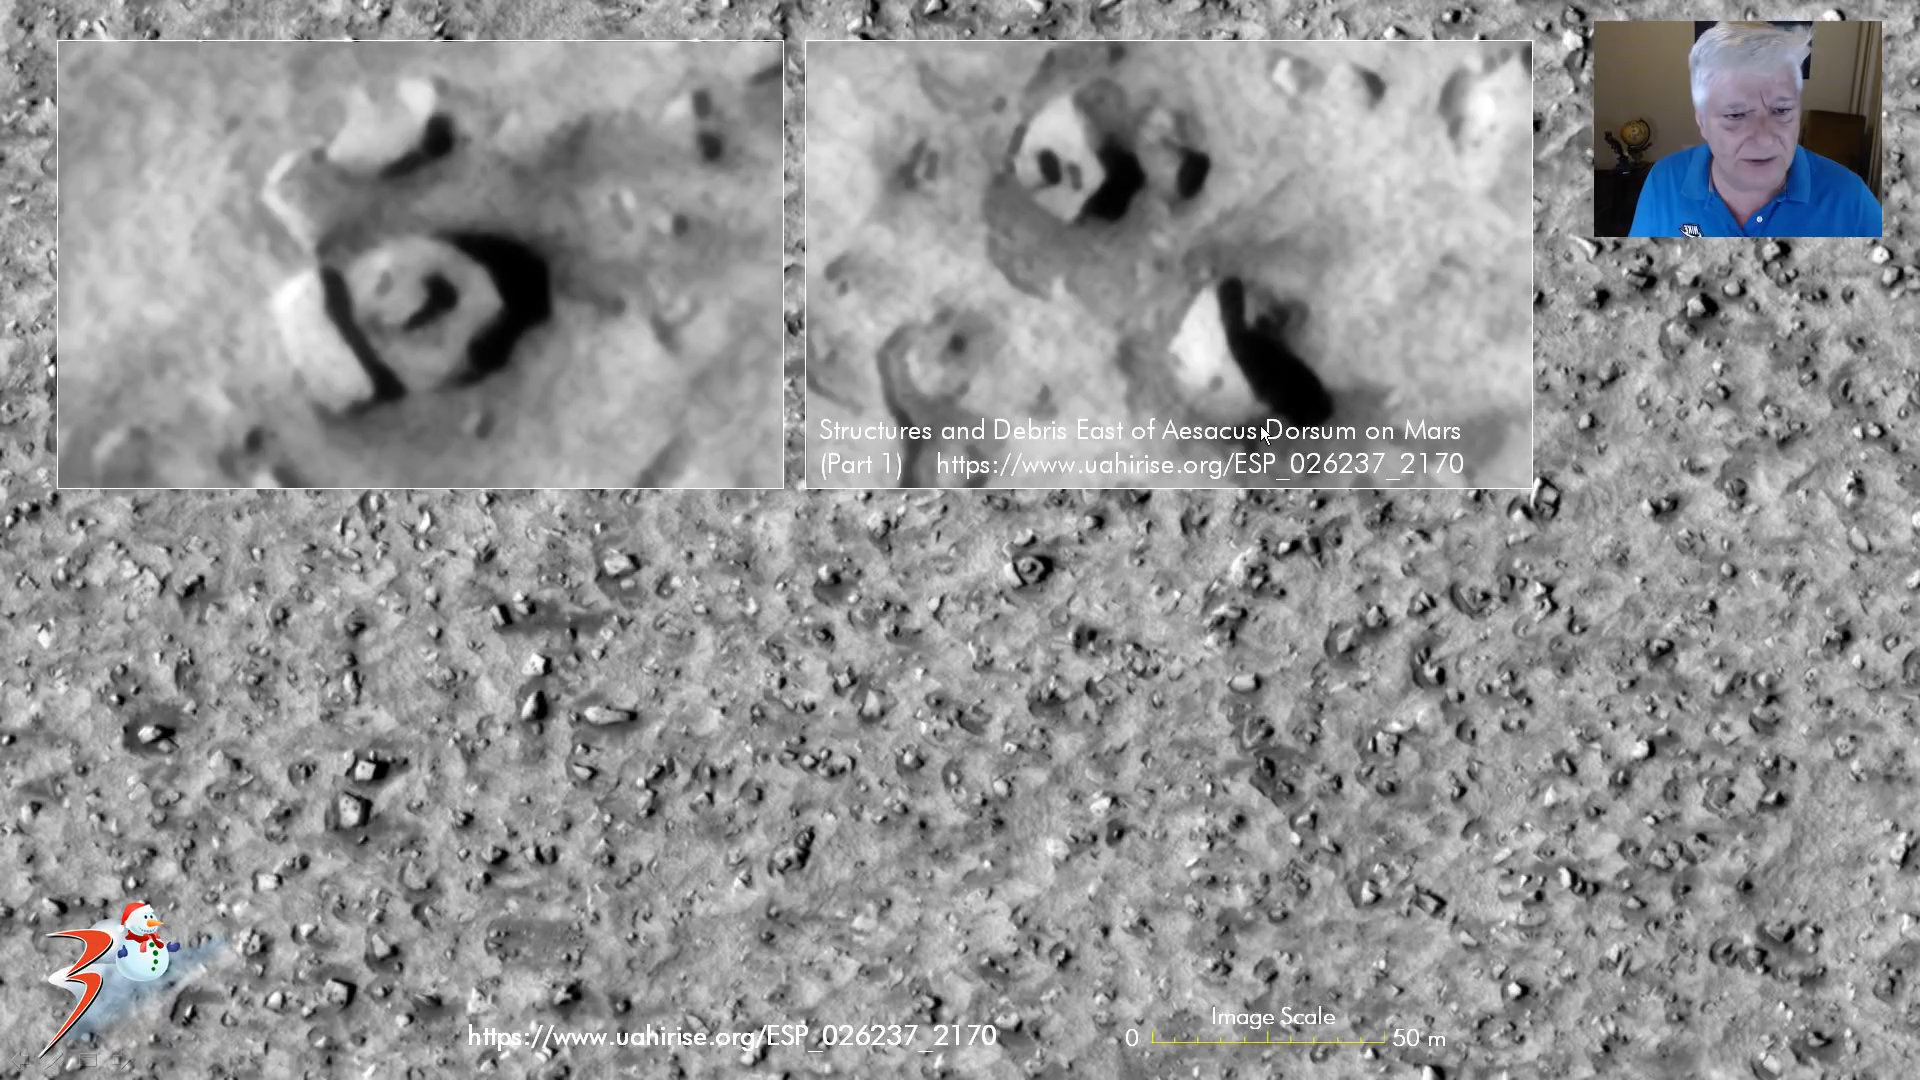 Structures and Debris East of Aesacus Dorsum on Mars
(Part 1) https://www.uahirise.org/ESP_026237_2170
3
https://www.uahirise.org/ESP_026237_2170
Image Scale
0 50 m